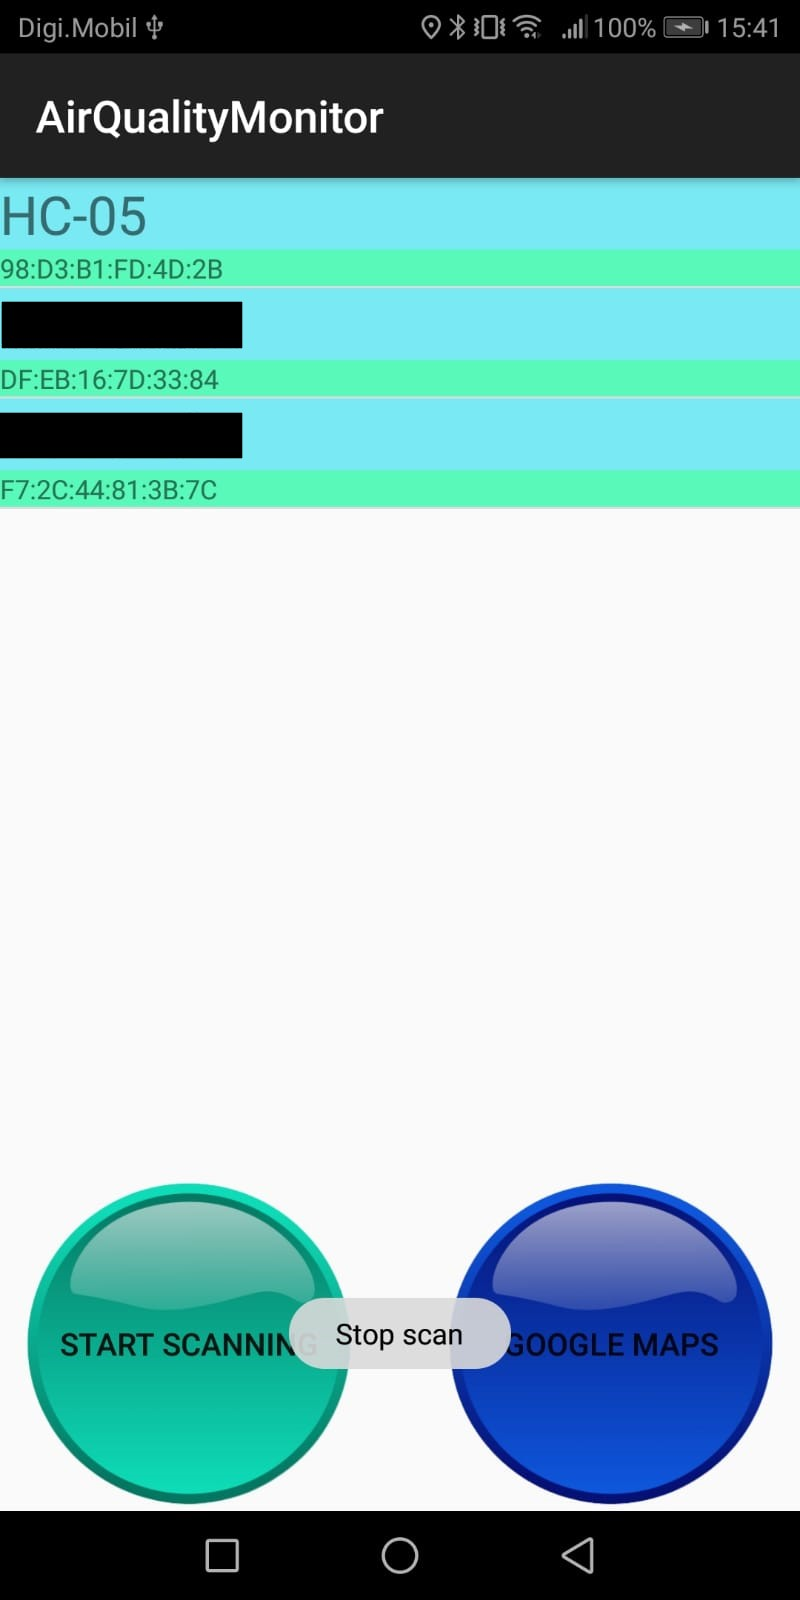 Digi.Mobil 100% 15:41
AirQualityMonitor
HC-05
98:D3:B1:FD:4D:2B
DF:EB:16:7D:33:84
F7:2C:44:81:3B:7C
START SCANNING Stop scan GOOGLE MAPS